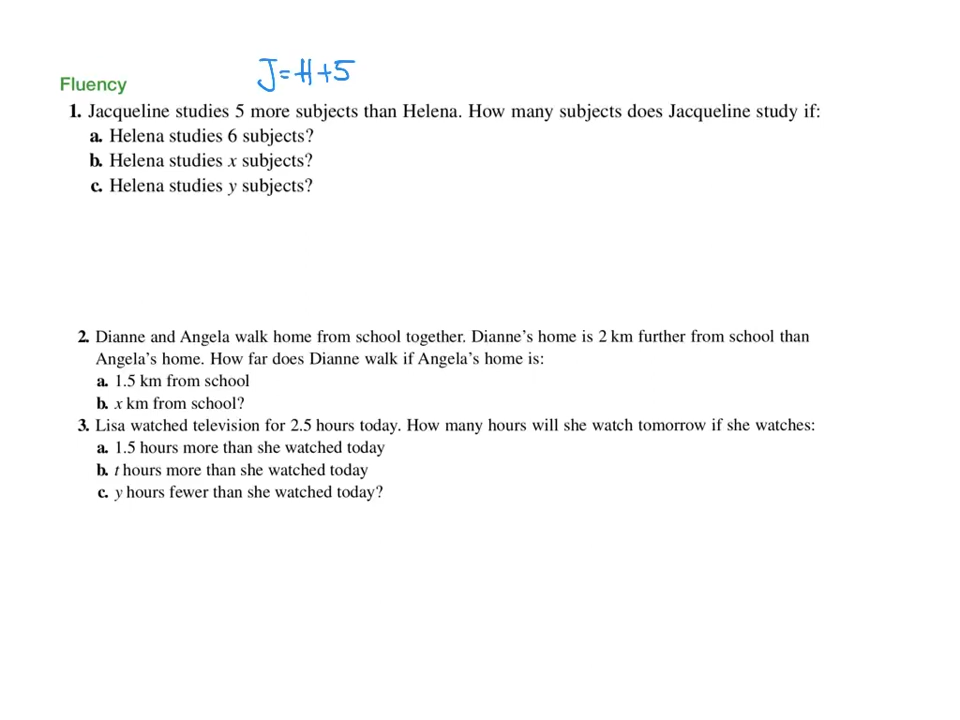 J=H+5
Fluency
1. Jacqueline studies 5 more subjects than Helena. How many subjects does Jacqueline study if:
a. Helena studies 6 subjects?
b. Helena studies x subjects?
c. Helena studies y subjects?
2. Dianne and Angela walk home from school together. Dianne's home is 2 km further from school than
Angela's home. How far does Dianne walk if Angela's home is:
a. 1.5 km from school
b. x km from school?
3. Lisa watched television for 2.5 hours today. How many hours will she watch tomorrow if she watches:
a. 1.5 hours more than she watched today
b. t hours more than she watched today
c. y hours fewer than she watched today?